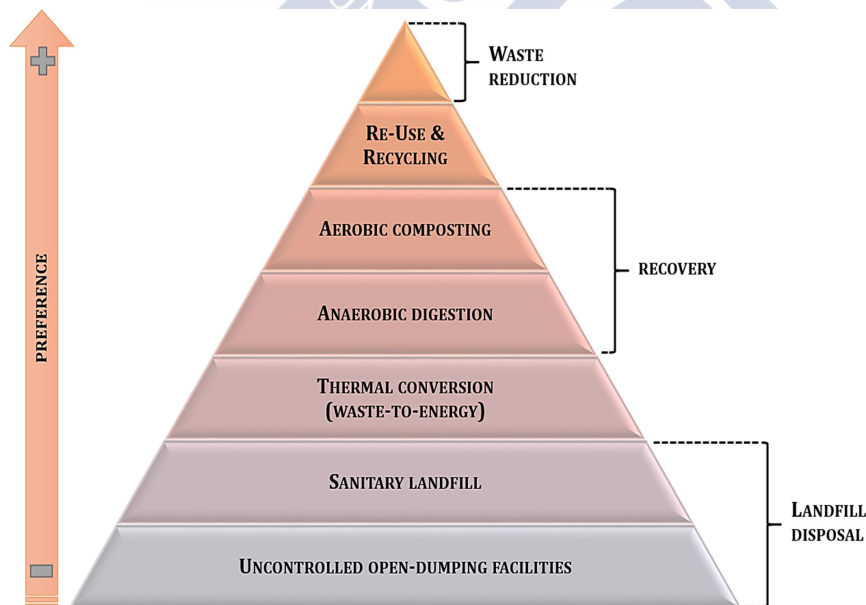 WASTE
REDUCTION
RE-USE &
RECYCLING
AEROBIC COMPOSTING
RECOVERY
ANAEROBIC DIGESTION
PREFERENCE
THERMAL CONVERSION
(WASTE-TO-ENERGY)
SANITARY LANDFILL
LANDFILL
DISPOSAL
UNCONTROLLED OPEN-DUMPING FACILITIES